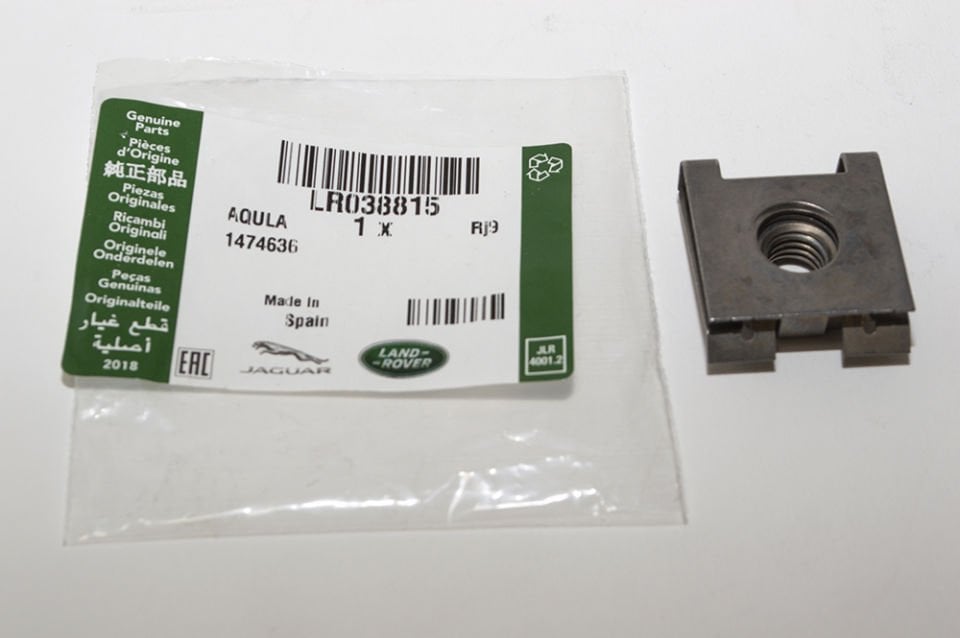 Genuine
Parts
Pièces
d'Origine
純正部品
Piezas
Originales
Ricambi
Originali
Originele
Onderdelen
Peças
Genuinas
Originalteile
قطع غيار
أصلية
2018
LR038815
AQULA
1 x
1474636
Made In
Spain
EAC
JAGUAR
LAND-
-ROVER
JLR
4001.2